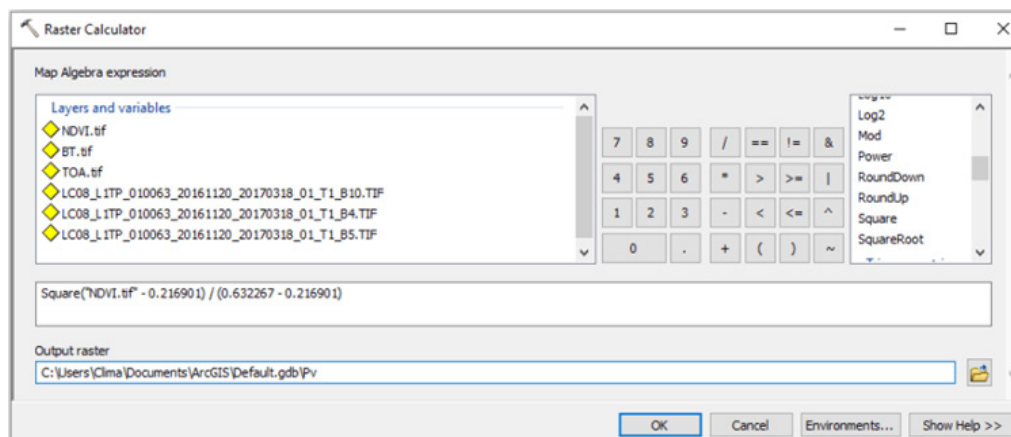 Raster Calculator
Map Algebra expression
Layers and variables
NDVI.tif
BT.tif
TOA.tif
LC08_L1TP_010063_20161120_20170318_01_T1_B10.TIF
LC08_L1TP_010063_20161120_20170318_01_T1_B4.TIF
LC08_L1TP_010063_20161120_20170318_01_T1_B5.TIF
7 8 9 / == != &
4 5 6 * > >= |
1 2 3 - < <= ^
0 . + ( ) ~
Log10
Log2
Mod
Power
RoundDown
RoundUp
Square
SquareRoot
Square("NDVI.tif" - 0.216901) / (0.632267 - 0.216901)
Output raster
C:\Users\Clima\Documents\ArcGIS\Default.gdb\Pv
OK Cancel Environments... Show Help >>